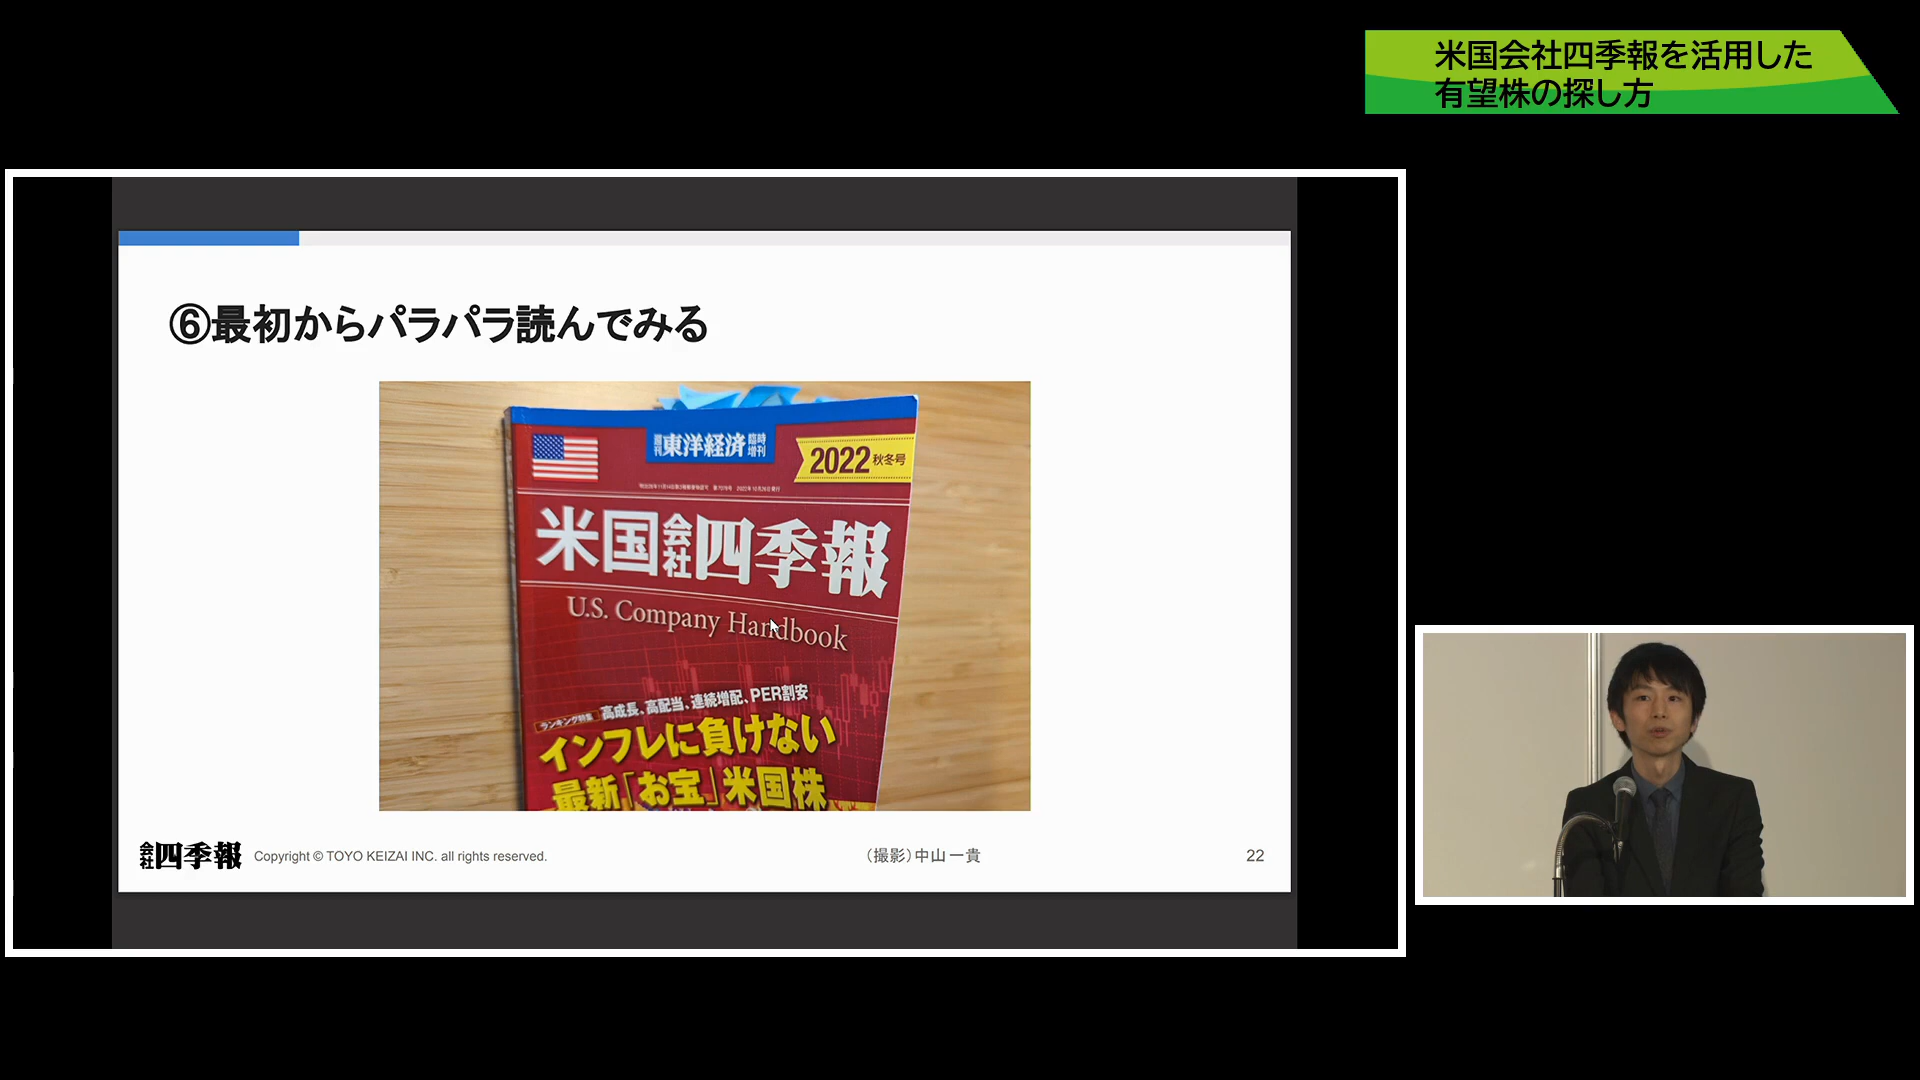 米国会社四季報を活用した
有望株の探し方
⑥最初からパラパラ読んでみる
週刊東洋経済臨時増刊
2022秋冬号
米国会社四季報
U.S. Company Handbook
ランキング特集 高成長、高配当、連続増配、PER割安
インフレに負けない
最新「お宝」米国株
会社四季報 Copyright © TOYO KEIZAI INC. all rights reserved.
（撮影）中山 一貴
22